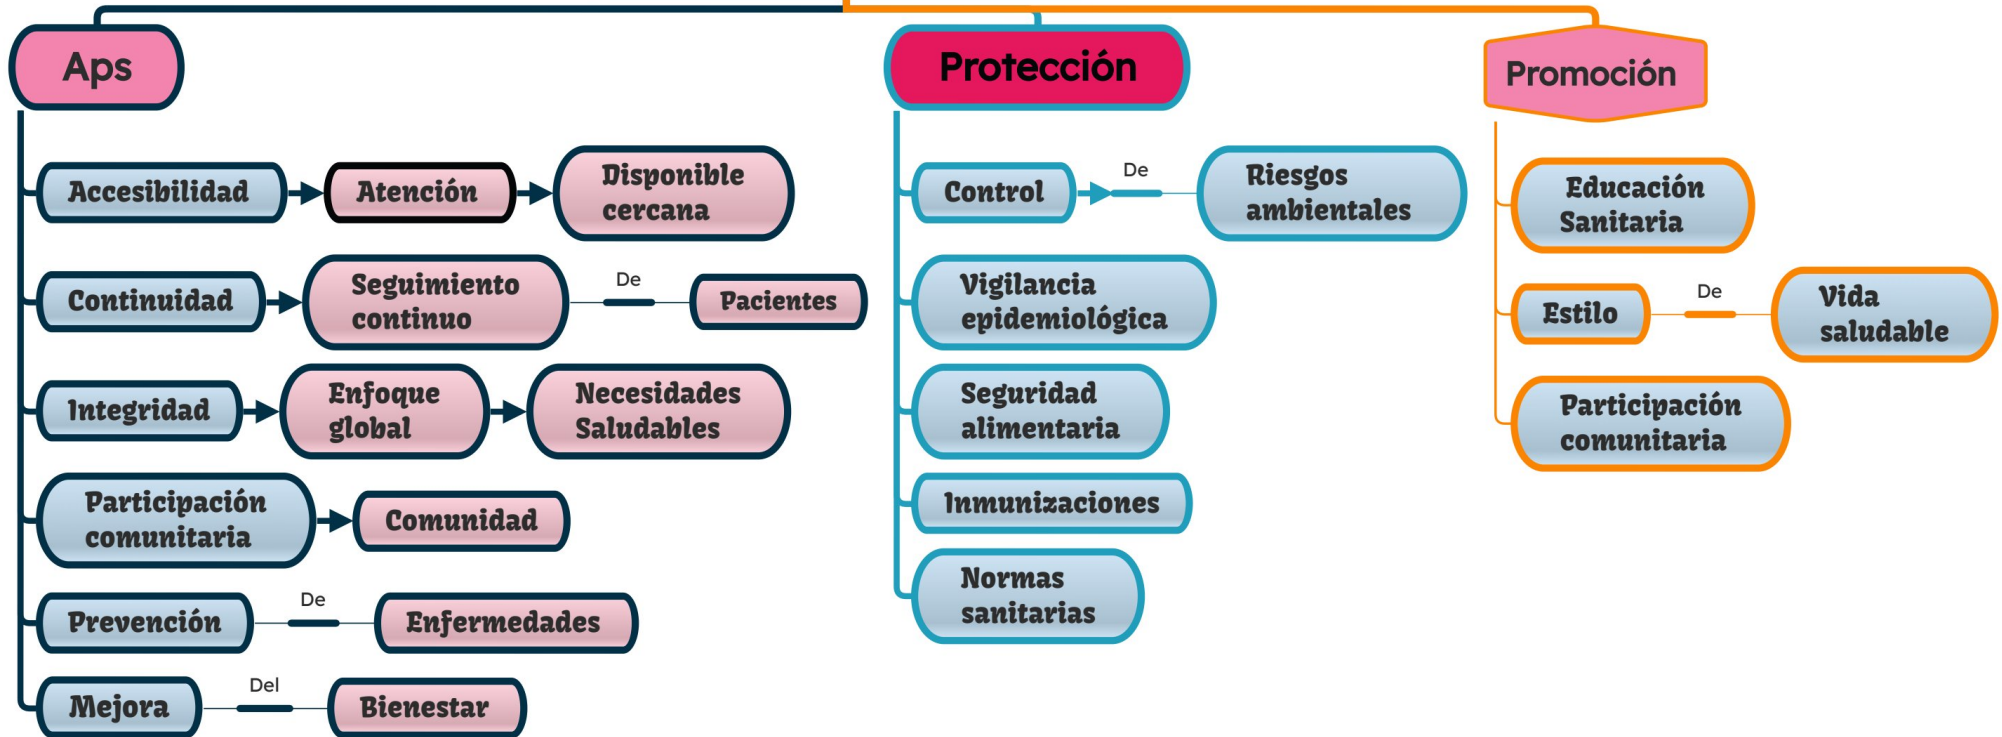 Aps
Accesibilidad
Atención
Disponible
cercana
Continuidad
Seguimiento
continuo
De
Pacientes
Integridad
Enfoque
global
Necesidades
Saludables
Participación
comunitaria
Comunidad
Prevención
De
Enfermedades
Mejora
Del
Bienestar
Protección
Control
De
Riesgos
ambientales
Vigilancia
epidemiológica
Seguridad
alimentaria
Inmunizaciones
Normas
sanitarias
Promoción
Educación
Sanitaria
Estilo
De
Vida
saludable
Participación
comunitaria